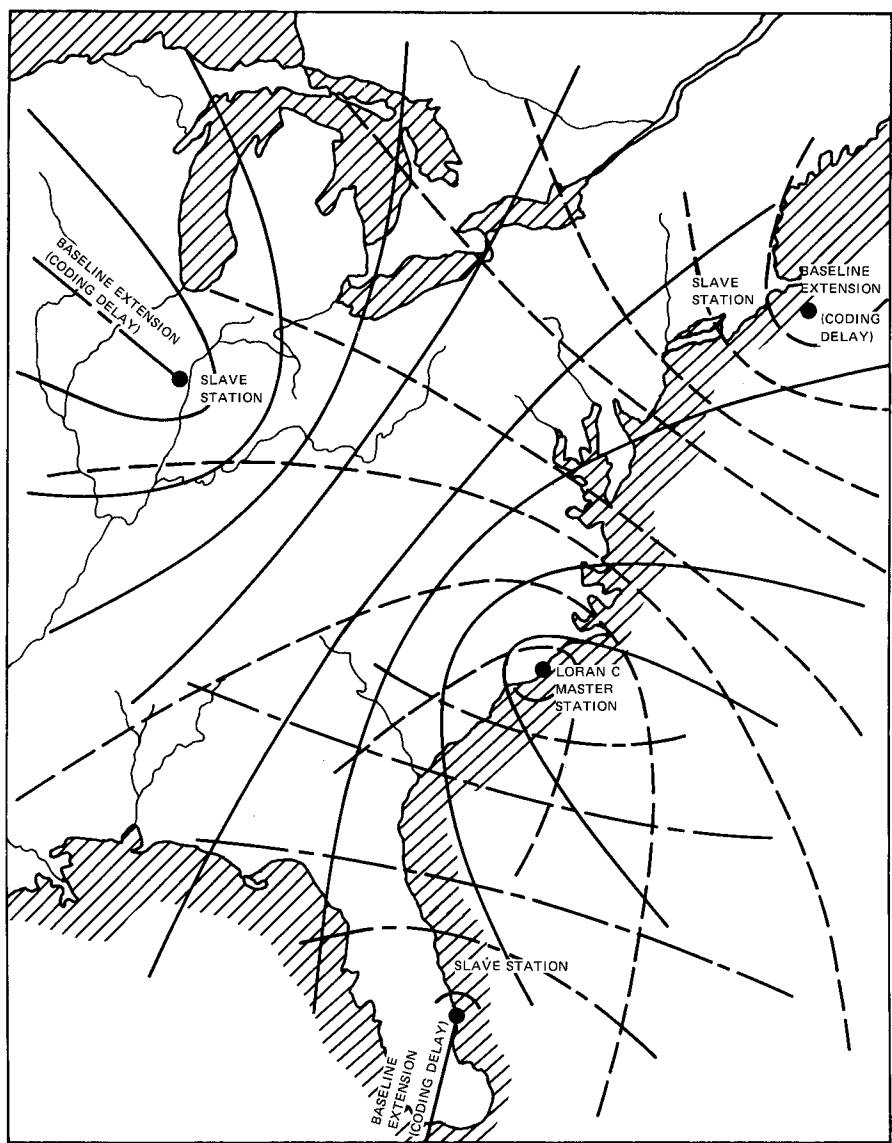 BASELINE EXTENSION
(CODING DELAY)
SLAVE
STATION
SLAVE
STATION
BASELINE
EXTENSION
(CODING
DELAY)
LORAN C
MASTER
STATION
SLAVE STATION
BASELINE
EXTENSION
(CODING DELAY)